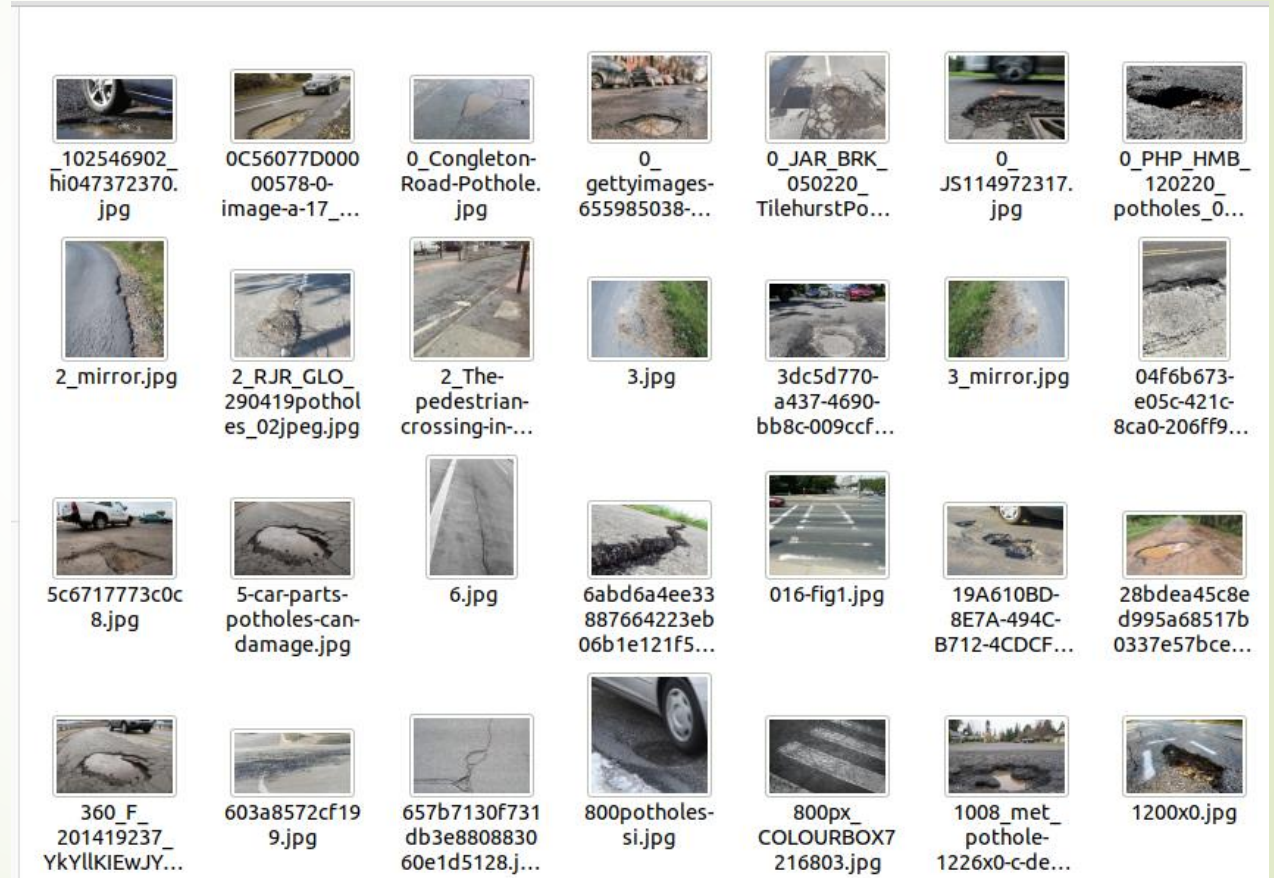 _102546902_
hi047372370.
jpg
0C56077D000
00578-0-
image-a-17_...
0_Congleton-
Road-Pothole.
jpg
0_
gettyimages-
655985038-...
0_JAR_BRK_
050220_
TilehurstPo...
0_
JS114972317.
jpg
0_PHP_HMB_
120220_
potholes_0...
2_mirror.jpg
2_RJR_GLO_
290419pothol
es_02jpeg.jpg
2_The-
pedestrian-
crossing-in-...
3.jpg
3dc5d770-
a437-4690-
bb8c-009ccf...
3_mirror.jpg
04f6b673-
e05c-421c-
8ca0-206ff9...
5c6717773c0c
8.jpg
5-car-parts-
potholes-can-
damage.jpg
6.jpg
6abd6a4ee33
887664223eb
06b1e121f5...
016-fig1.jpg
19A610BD-
8E7A-494C-
B712-4CDCF...
28bdea45c8e
d995a68517b
0337e57bce...
360_F_
201419237_
YkYllKIEwJY...
603a8572cf19
9.jpg
657b7130f731
db3e8808830
60e1d5128.j...
800potholes-
si.jpg
800px_
COLOURBOX7
216803.jpg
1008_met_
pothole-
1226x0-c-de...
1200x0.jpg